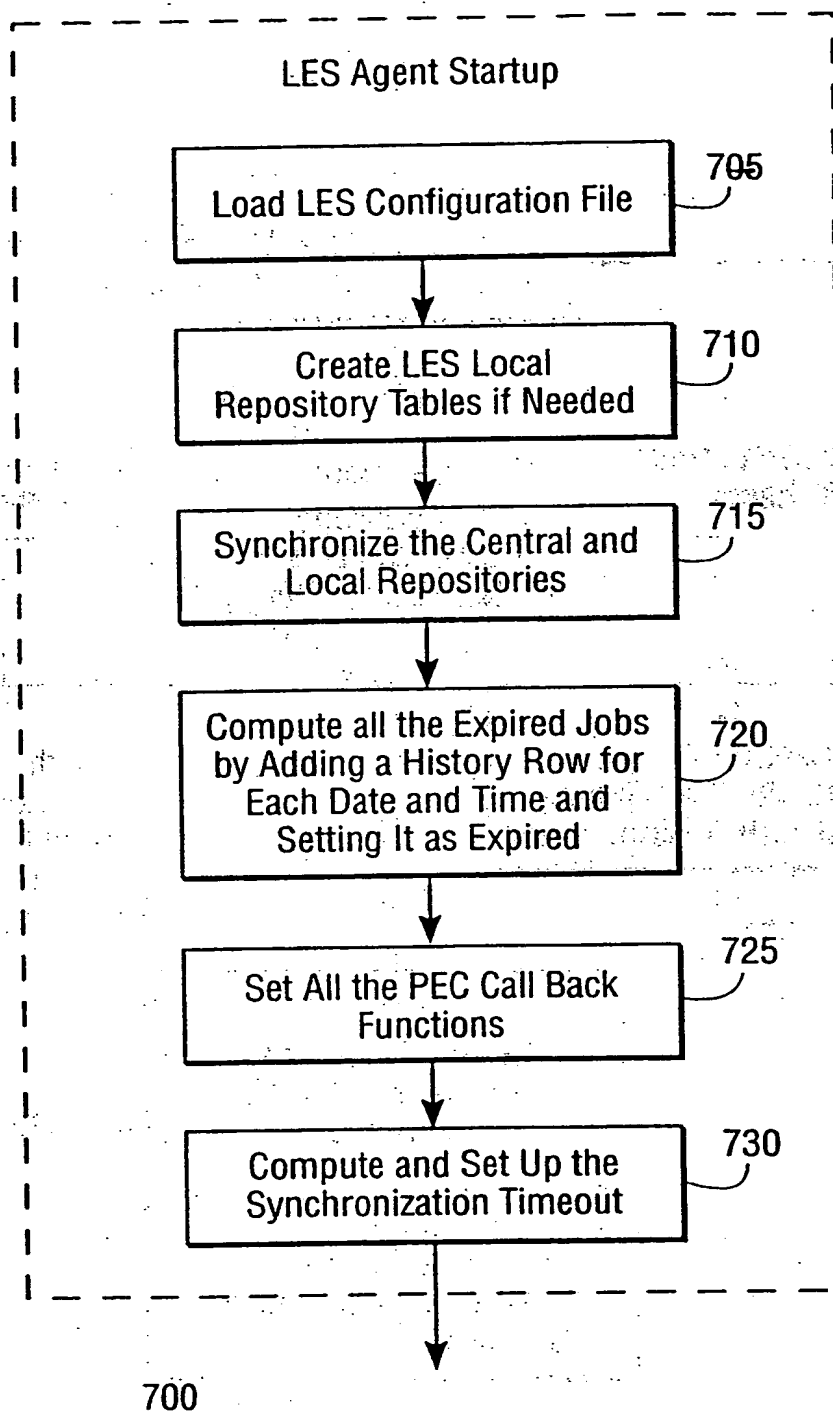 LES Agent Startup
Load LES Configuration File
705
Create LES Local
Repository Tables if Needed
710
Synchronize the Central and
Local Repositories
715
Compute all the Expired Jobs
by Adding a History Row for
Each Date and Time and
Setting It as Expired
720
Set All the PEC Call Back
Functions
725
Compute and Set Up the
Synchronization Timeout
730
700